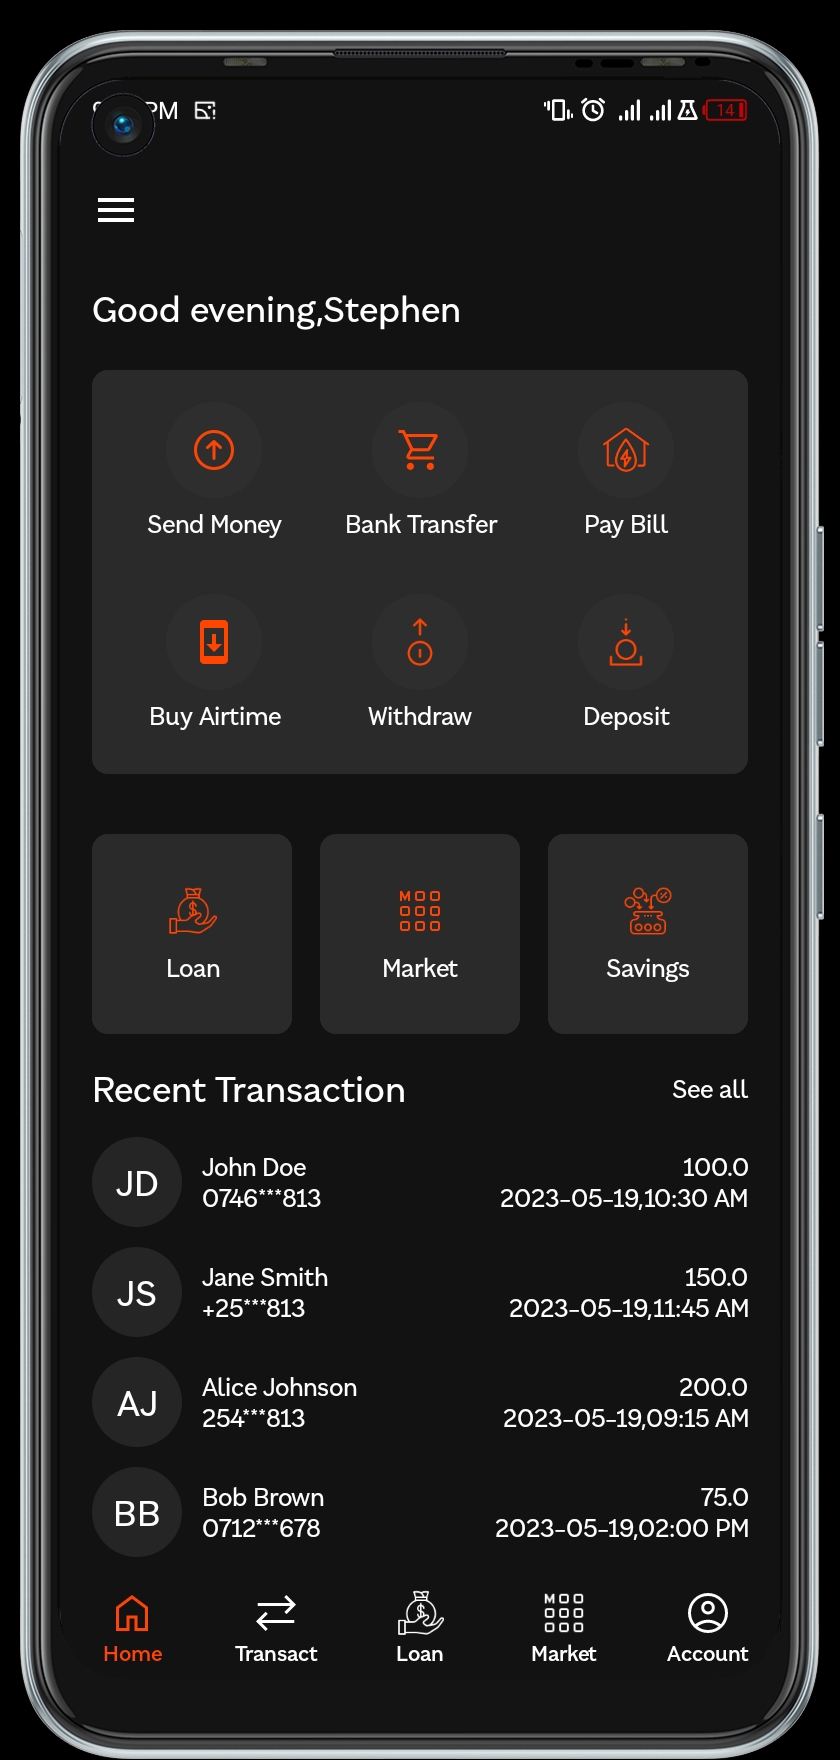 PM 14
Good evening,Stephen
Send Money Bank Transfer Pay Bill
Buy Airtime Withdraw Deposit
Loan Market Savings
Recent Transaction See all
JD John Doe 100.0
0746***813 2023-05-19,10:30 AM
JS Jane Smith 150.0
+25***813 2023-05-19,11:45 AM
AJ Alice Johnson 200.0
254***813 2023-05-19,09:15 AM
BB Bob Brown 75.0
0712***678 2023-05-19,02:00 PM
Home Transact Loan Market Account